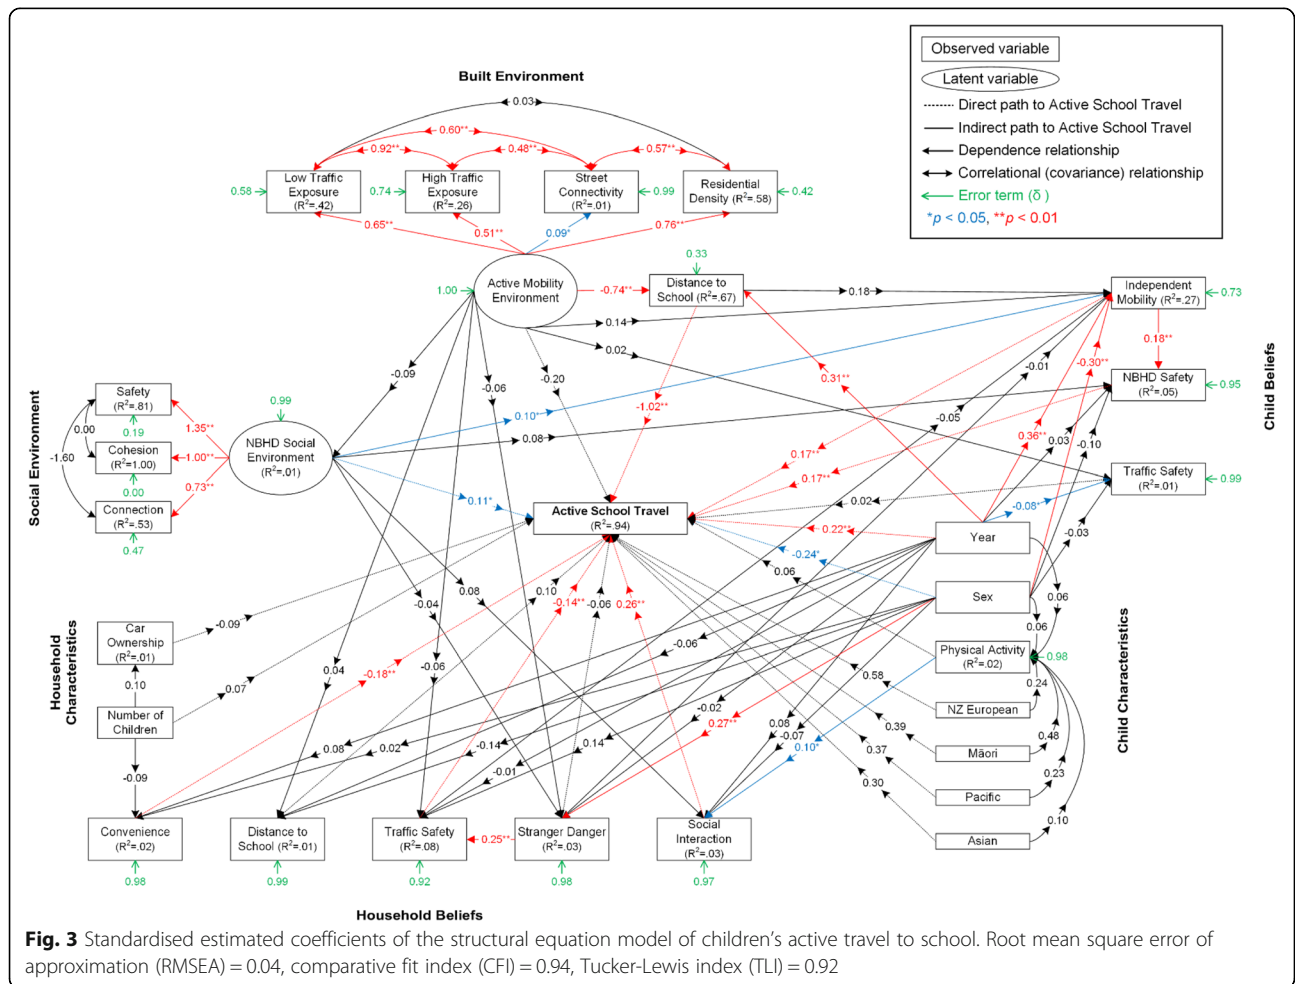 Built Environment
Observed variable
Latent variable
Direct path to Active School Travel
Indirect path to Active School Travel
Dependence relationship
Correlational (covariance) relationship
Error term (δ )
*p < 0.05, **p < 0.01
0.03
0.60**
0.92**
0.48**
0.57**
0.58
Low Traffic
Exposure
(R²=.42)
0.74
High Traffic
Exposure
(R²=.26)
Street
Connectivity
(R²=.01)
0.99
Residential
Density (R²=.58)
0.42
0.65**
0.51**
0.09*
0.76**
0.33
1.00
Active Mobility
Environment
-0.74**
Distance to
School (R²=.67)
0.18
Independent
Mobility (R²=.27)
0.73
0.14
0.02
0.18**
-0.30**
-0.01
Child Beliefs
-0.09
-0.06
-0.20
0.31**
NBHD Safety
(R²=.05)
0.95
Social Environment
Safety
(R²=.81)
0.99
-1.02**
0.10*
-0.05
0.00
0.19
1.35**
0.36**
0.03
-0.10
-1.60
Cohesion
(R²=1.00)
1.00**
NBHD Social
Environment
(R²=.01)
0.08
0.17**
0.17**
Traffic Safety
(R²=.01)
0.99
0.00
0.73**
0.11*
0.02
-0.08*
Connection
(R²=.53)
Active School Travel
(R²=.94)
0.22**
-0.03
0.47
Year
-0.24*
0.06
0.10
0.08
-0.04
-0.14**
-0.06
0.26**
Sex
0.06
0.06
Household
Characteristics
Car
Ownership
(R²=.01)
-0.09
-0.06
Physical Activity
(R²=.02)
0.98
Child Characteristics
0.10
0.07
-0.18**
0.04
-0.06
0.58
0.24
Number of
Children
-0.02
NZ European
0.27**
0.08
0.39
0.48
-0.07
0.08
0.02
-0.14
0.14
0.10*
0.37
Māori
-0.09
-0.01
0.30
0.23
Pacific
0.10
Convenience
(R²=.02)
Distance to
School (R²=.01)
Traffic Safety
(R²=.08)
0.25**
Stranger Danger
(R²=.03)
Social
Interaction
(R²=.03)
Asian
0.98
0.99
0.92
0.98
0.97
Household Beliefs
Fig. 3 Standardised estimated coefficients of the structural equation model of children’s active travel to school. Root mean square error of
approximation (RMSEA) = 0.04, comparative fit index (CFI) = 0.94, Tucker-Lewis index (TLI) = 0.92